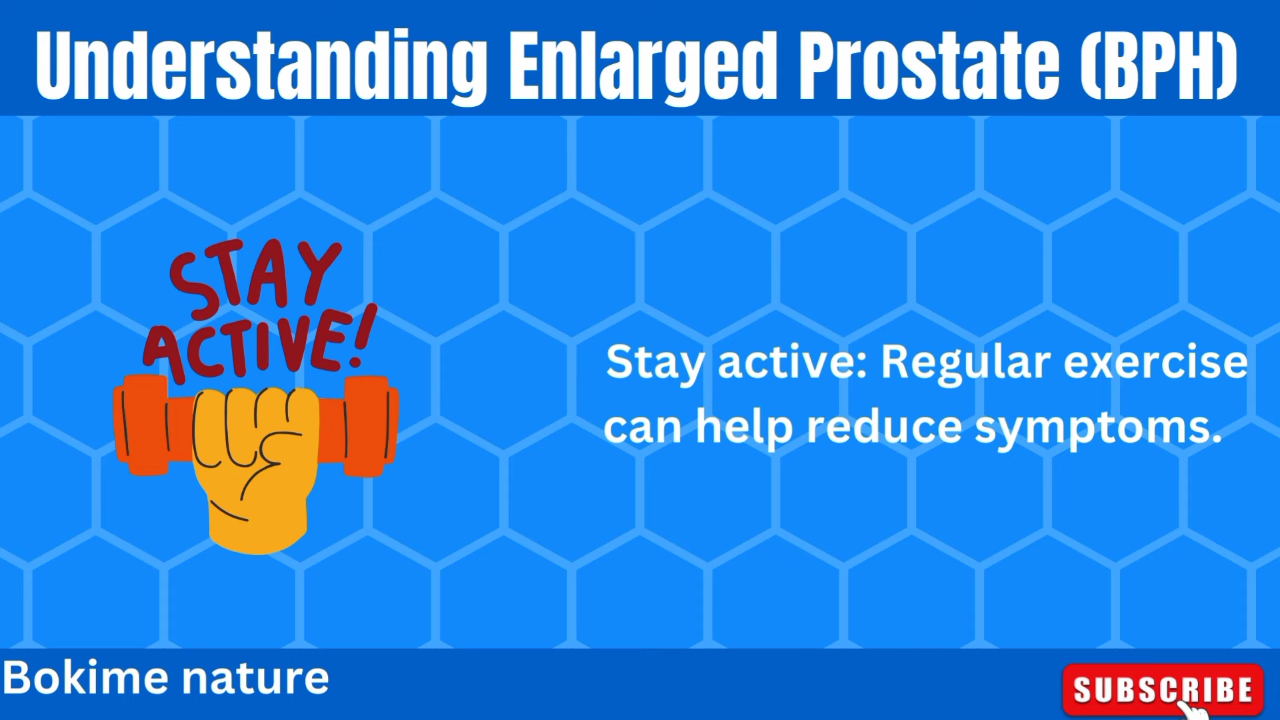 Understanding Enlarged Prostate (BPH)
STAY
ACTIVE!
Stay active: Regular exercise
can help reduce symptoms.
Bokime nature
SUBSCRIBE